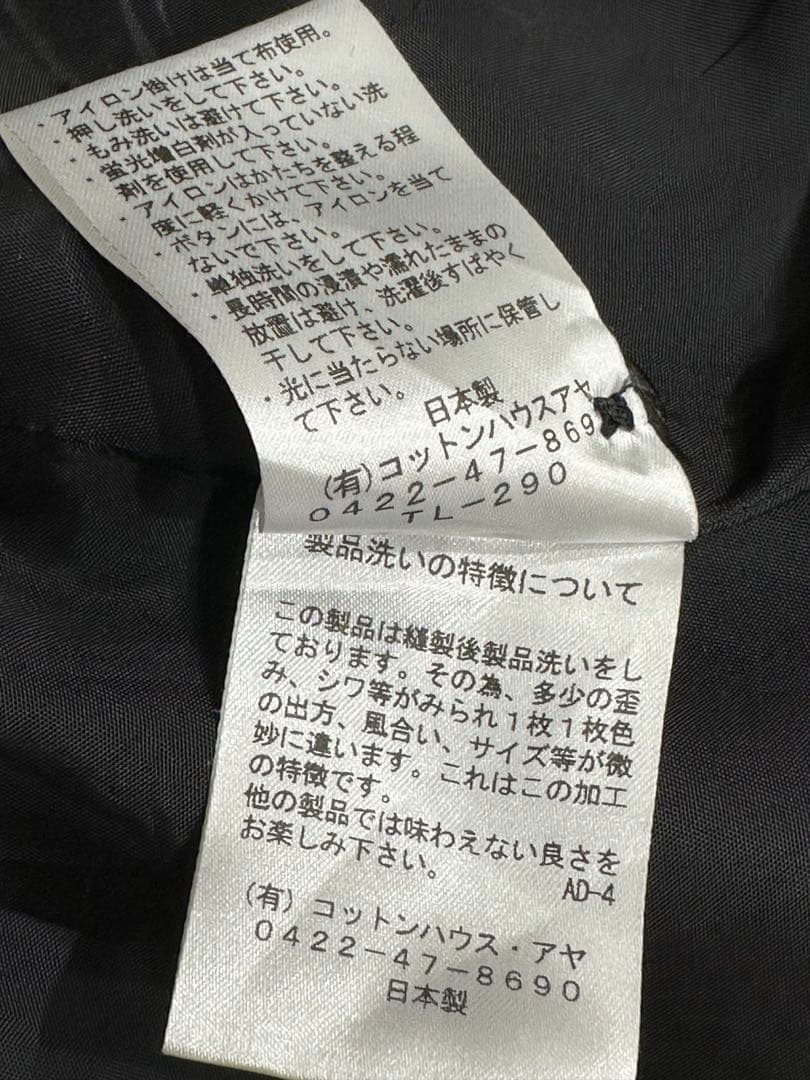 ・アイロン掛けは当て布使用。
・押し洗いをして下さい。
・もみ洗いは避けて下さい。
・蛍光増白剤が入っていない洗
剤を使用して下さい。
・アイロンはかたちを整える程
度に軽くかけて下さい。
・ボタンには、アイロンを当て
ないで下さい。
・単独洗いをして下さい。
・長時間の浸漬や濡れたままの
放置は避け、洗濯後すばやく
干して下さい。
・光に当たらない場所に保管し
て下さい。
日本製
(有)コットンハウスアヤ
0422-47-869
TL-290
製品洗いの特徴について
この製品は縫製後製品洗いをし
ております。その為、多少の歪
み、シワ等がみられ1枚1枚色
の出方、風合い、サイズ等が微
妙に違います。これはこの加工
の特徴です。
他の製品では味わえない良さを
お楽しみ下さい。
AD-4
(有)コットンハウス・アヤ
0422-47-8690
日本製